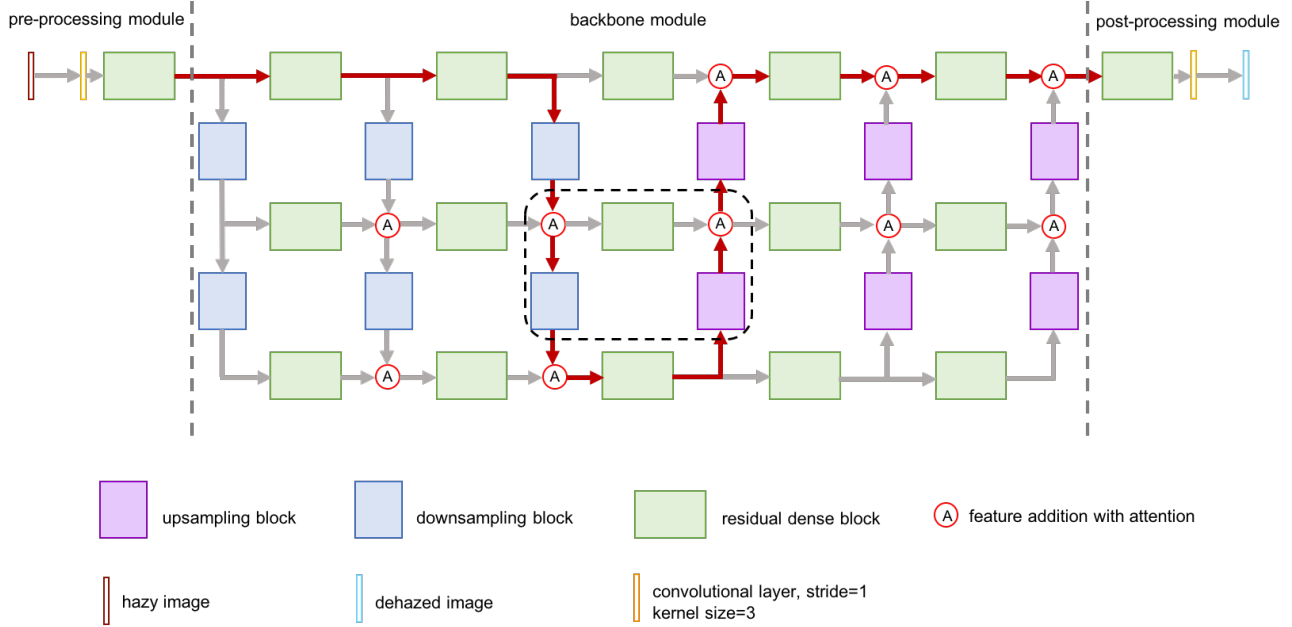 pre-processing module
backbone module
post-processing module
A
A
A
A
A
A
A
A
A
A
A
upsampling block
downsampling block
residual dense block
A
feature addition with attention
hazy image
dehazed image
convolutional layer, stride=1
kernel size=3